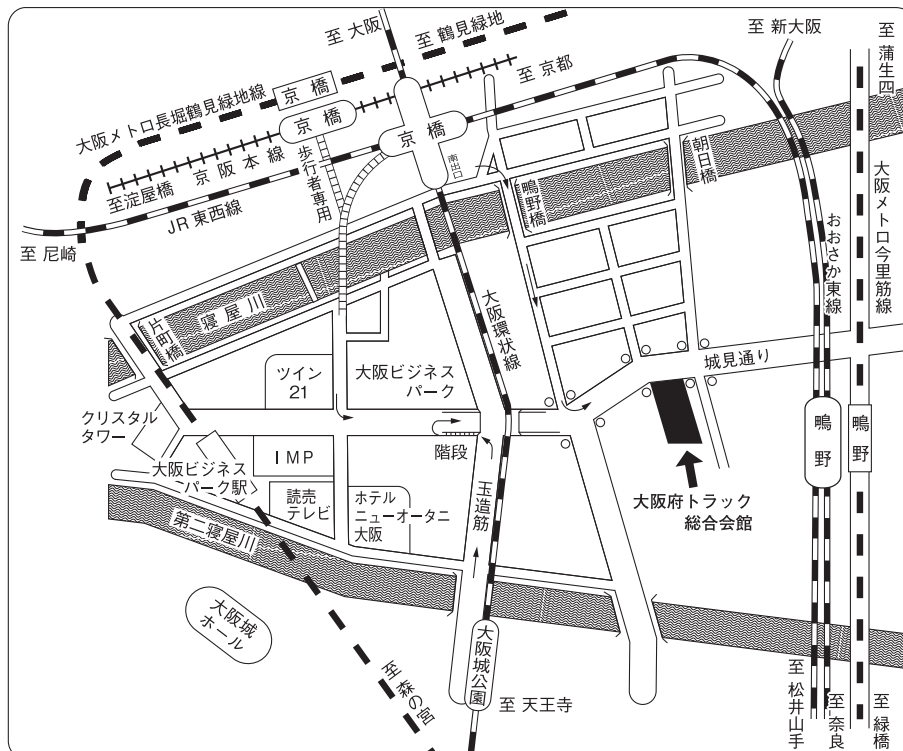 至 大阪
至 鶴見緑地
至 新大阪
至 蒲生四
大阪メトロ長堀鶴見緑地線
京橋
至 京都
京橋
京橋
至淀屋橋
京阪本線
歩行者専用
南出口
JR東西線
至 尼崎
鴫野橋
朝日橋
おおさか東線
大阪メトロ今里筋線
片町橋
寝屋川
大阪環状線
城見通り
ツイン
21
大阪ビジネス
パーク
クリスタル
タワー
階段
IMP
大阪ビジネス
パーク駅
読売
テレビ
ホテル
ニューオータニ
大阪
玉造筋
大阪府トラック
総合会館
鴫野
鴫野
第二寝屋川
大阪城
ホール
大阪城公園
至 森の宮
至 天王寺
至 松井山手
至 奈良
至 緑橋